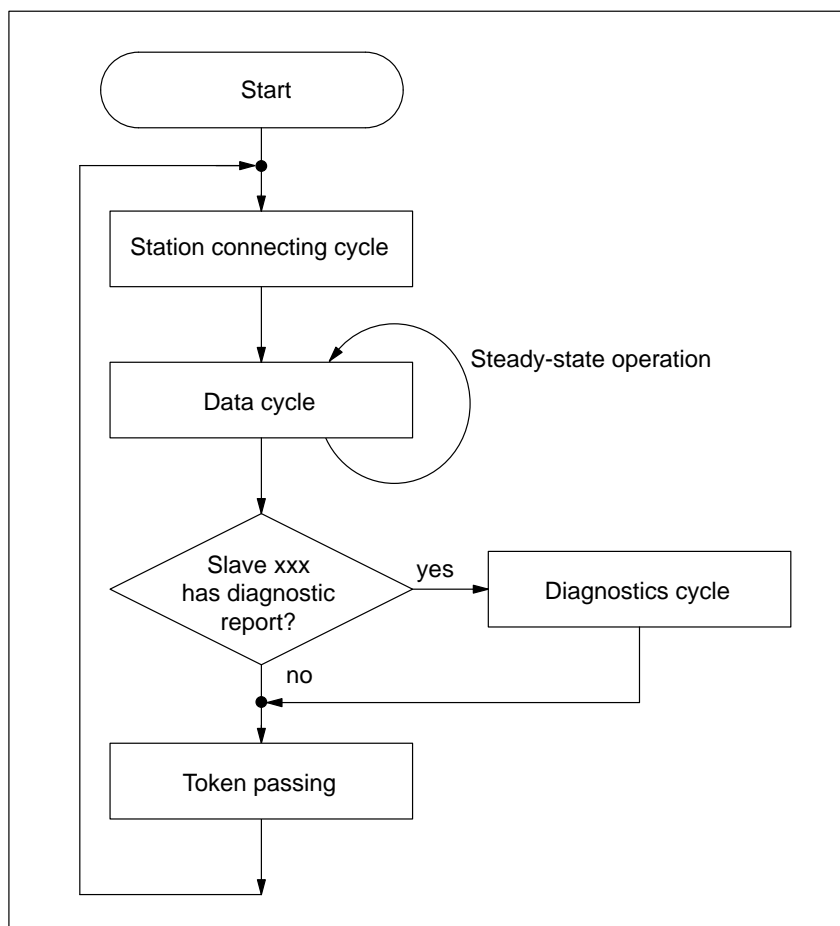 Start
Station connecting cycle
Steady-state operation
Data cycle
Slave xxx
has diagnostic
report?
yes
Diagnostics cycle
no
Token passing